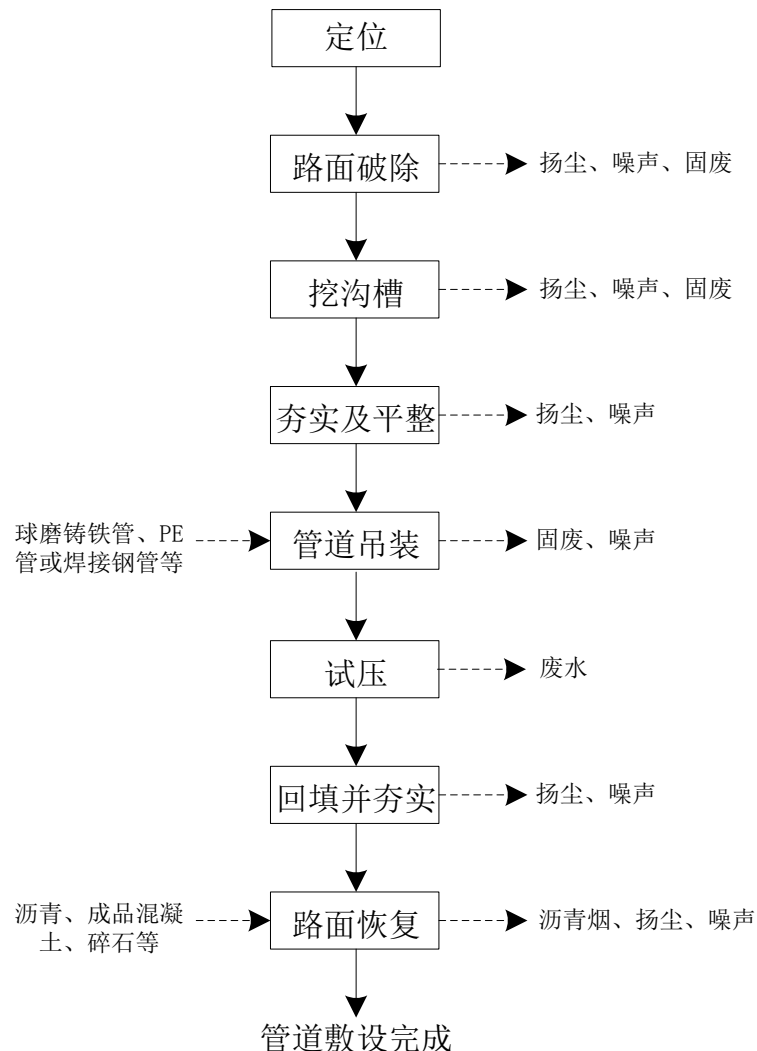 定位
路面破除
扬尘、噪声、固废
挖沟槽
扬尘、噪声、固废
夯实及平整
扬尘、噪声
球磨铸铁管、PE
管或焊接钢管等
管道吊装
固废、噪声
试压
废水
回填并夯实
扬尘、噪声
沥青、成品混凝
土、碎石等
路面恢复
沥青烟、扬尘、噪声
管道敷设完成